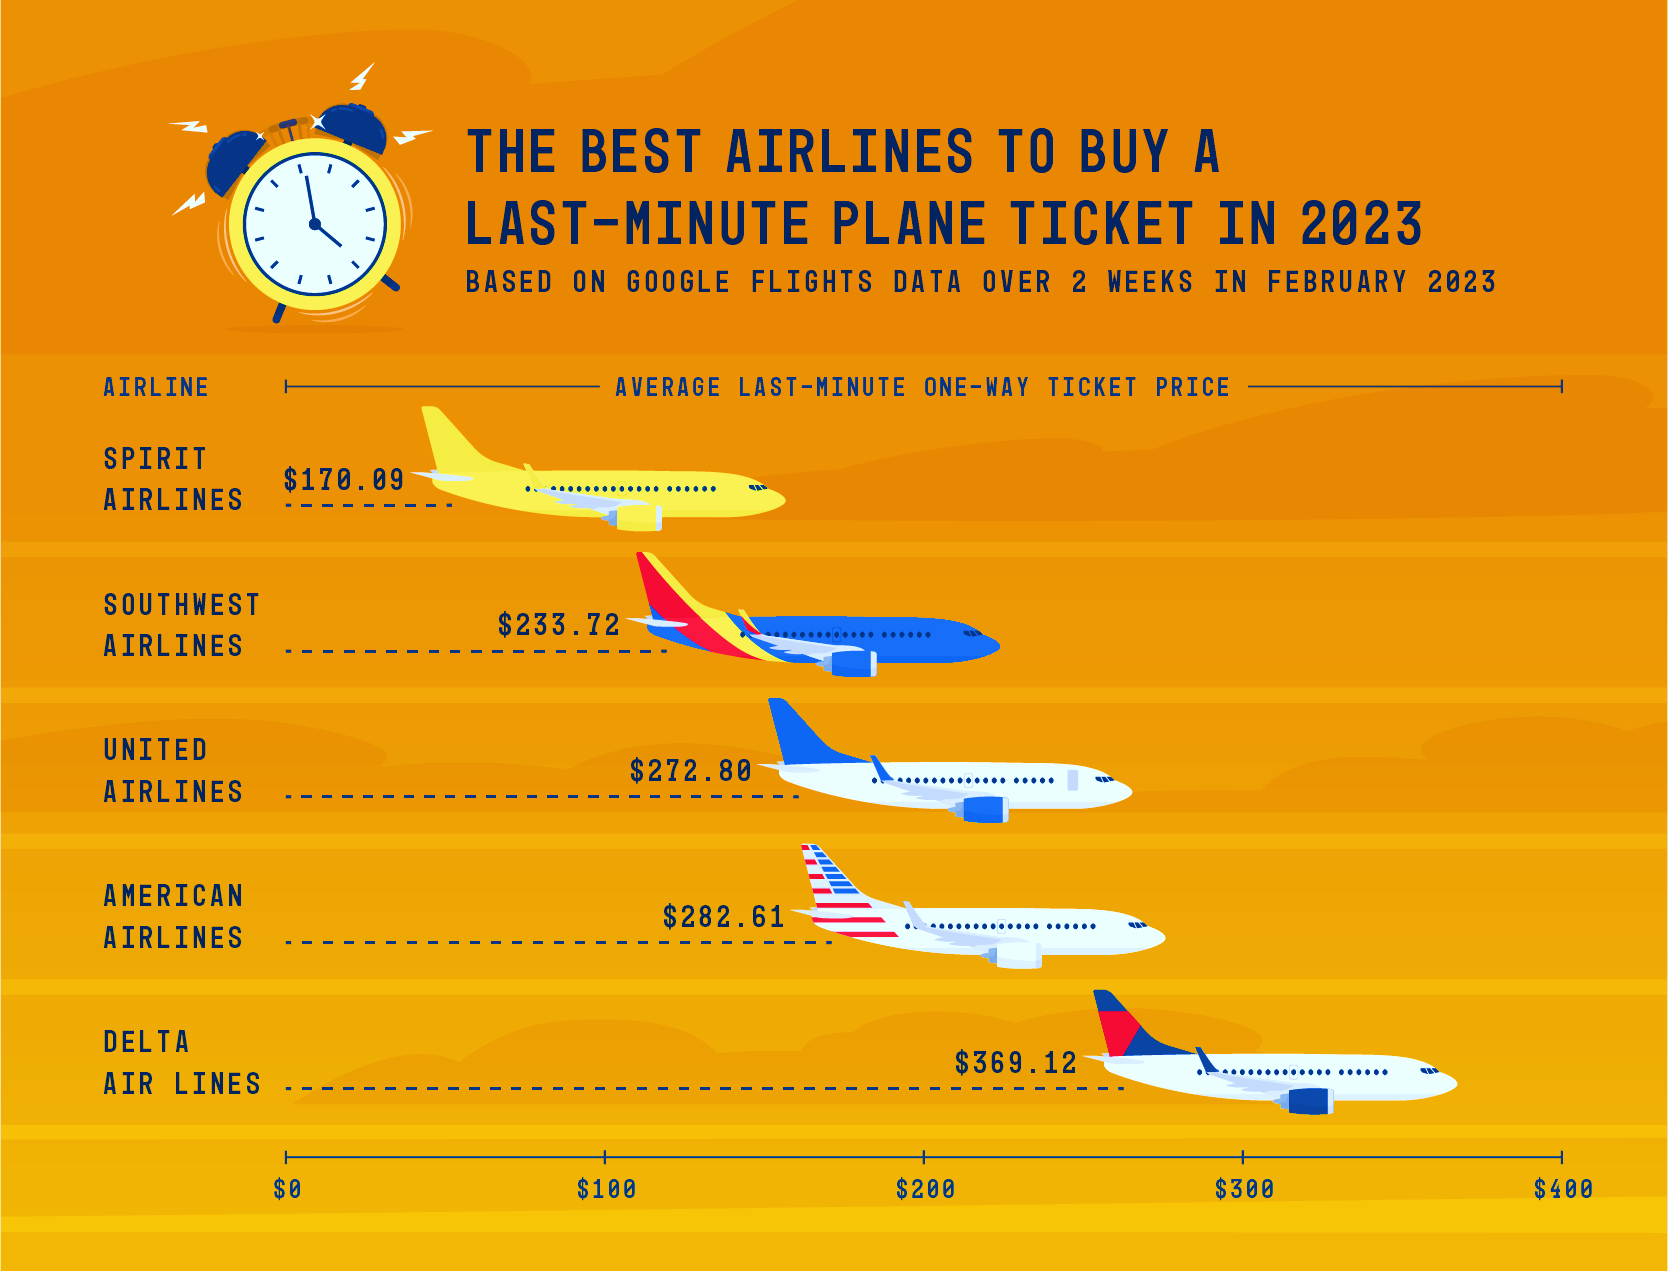 THE BEST AIRLINES TO BUY A
LAST-MINUTE PLANE TICKET IN 2023
BASED ON GOOGLE FLIGHTS DATA OVER 2 WEEKS IN FEBRUARY 2023
AIRLINE
AVERAGE LAST-MINUTE ONE-WAY TICKET PRICE
SPIRIT
AIRLINES
$170.09
SOUTHWEST
AIRLINES
$233.72
UNITED
AIRLINES
$272.80
AMERICAN
AIRLINES
$282.61
DELTA
AIR LINES
$369.12
$0 $100 $200 $300 $400